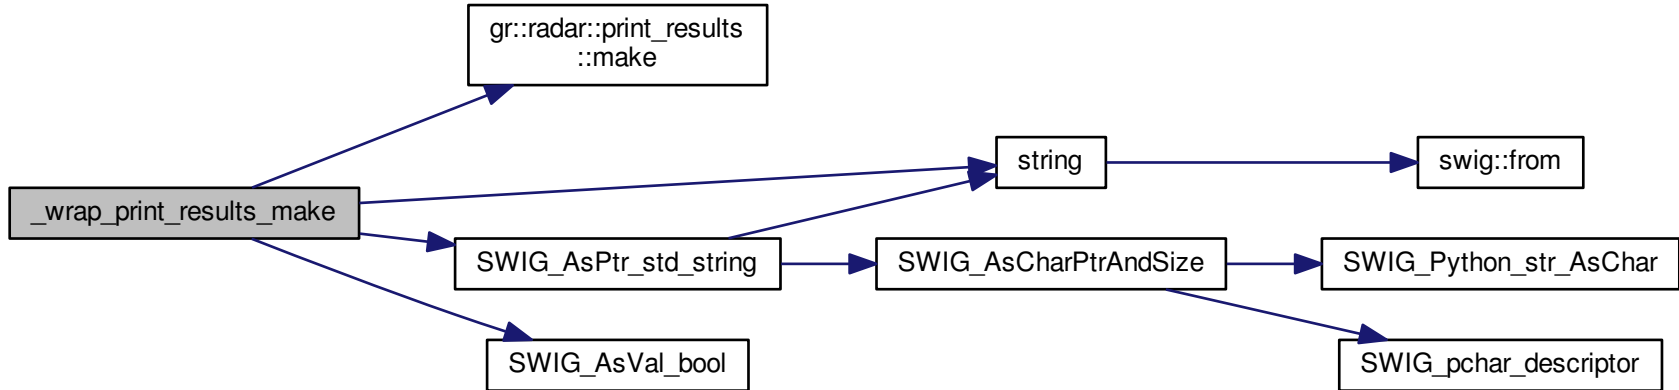 gr::radar::print_results
::make
string
swig::from
_wrap_print_results_make
SWIG_AsPtr_std_string
SWIG_AsCharPtrAndSize
SWIG_Python_str_AsChar
SWIG_AsVal_bool
SWIG_pchar_descriptor